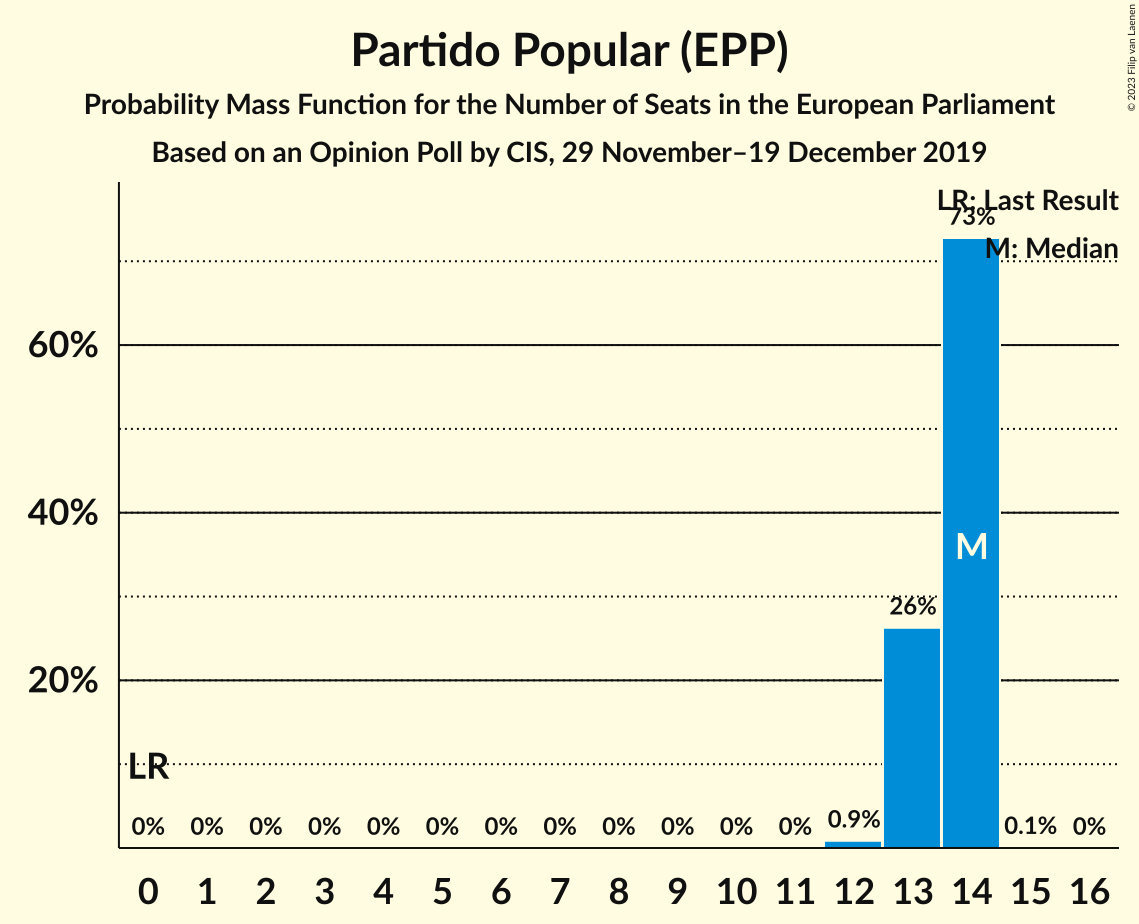 Partido Popular (EPP)
Probability Mass Function for the Number of Seats in the European Parliament
Based on an Opinion Poll by CIS, 29 November–19 December 2019
© 2023 Filip van Laenen
LR: Last Result
73%
M: Median
60%
40%
M
26%
20%
LR
0% 0% 0% 0% 0% 0% 0% 0% 0% 0% 0% 0% 0.9% 0.1% 0%
0 1 2 3 4 5 6 7 8 9 10 11 12 13 14 15 16